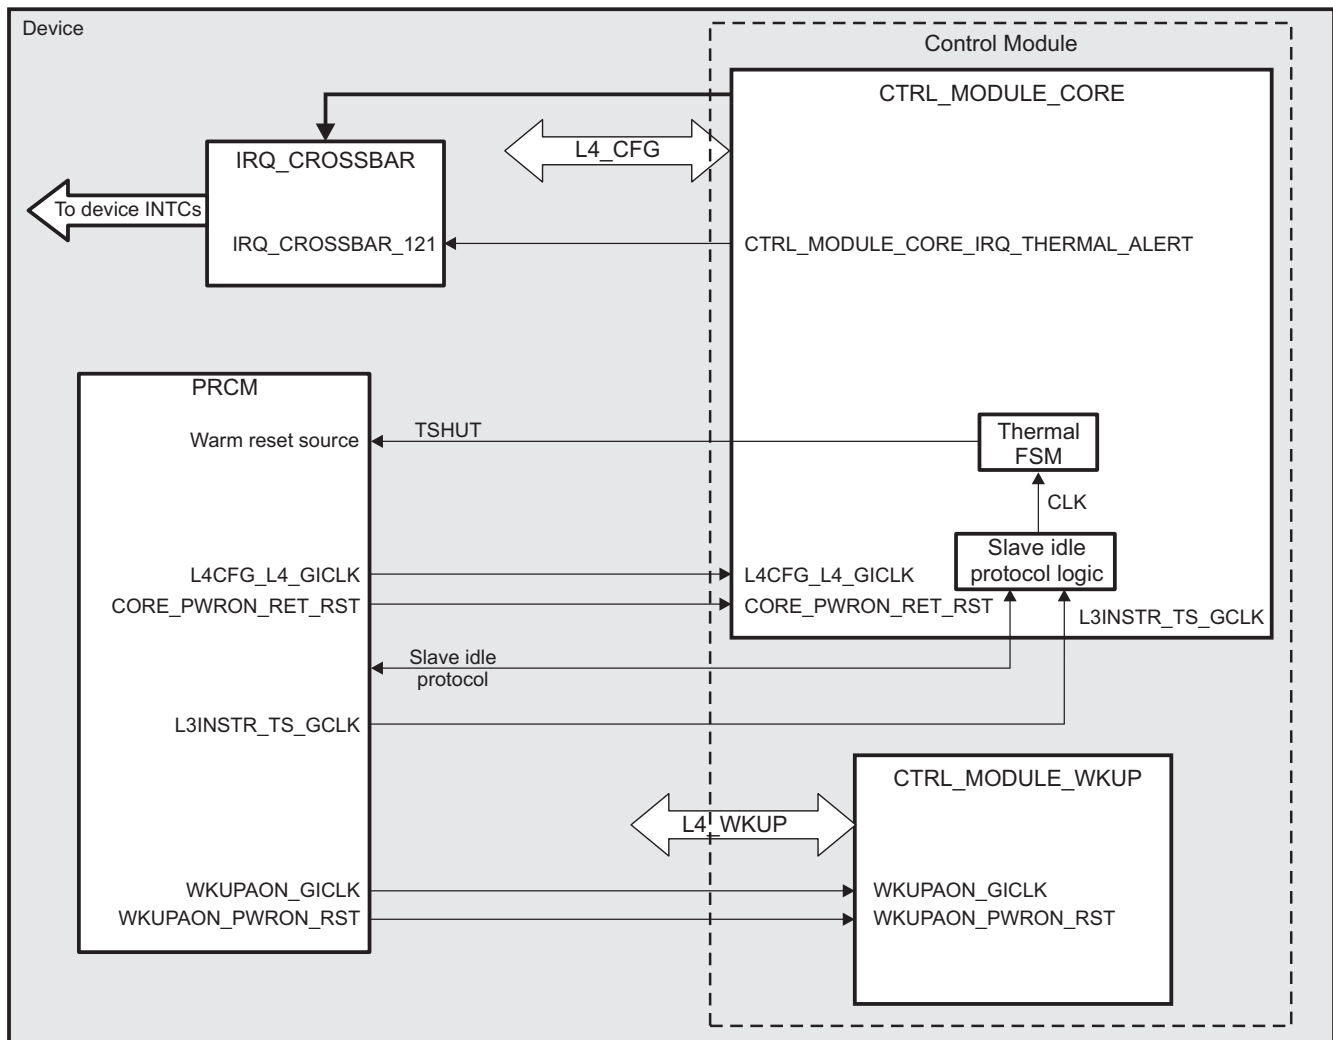 Device
Control Module
CTRL_MODULE_CORE
L4_CFG
IRQ_CROSSBAR
To device INTCs
IRQ_CROSSBAR_121
CTRL_MODULE_CORE_IRQ_THERMAL_ALERT
PRCM
Warm reset source
TSHUT
Thermal
FSM
CLK
Slave idle
protocol logic
L4CFG_L4_GICLK
L4CFG_L4_GICLK
CORE_PWRON_RET_RST
CORE_PWRON_RET_RST
L3INSTR_TS_GCLK
Slave idle
protocol
L3INSTR_TS_GCLK
CTRL_MODULE_WKUP
L4_WKUP
WKUPAON_GICLK
WKUPAON_GICLK
WKUPAON_PWRON_RST
WKUPAON_PWRON_RST